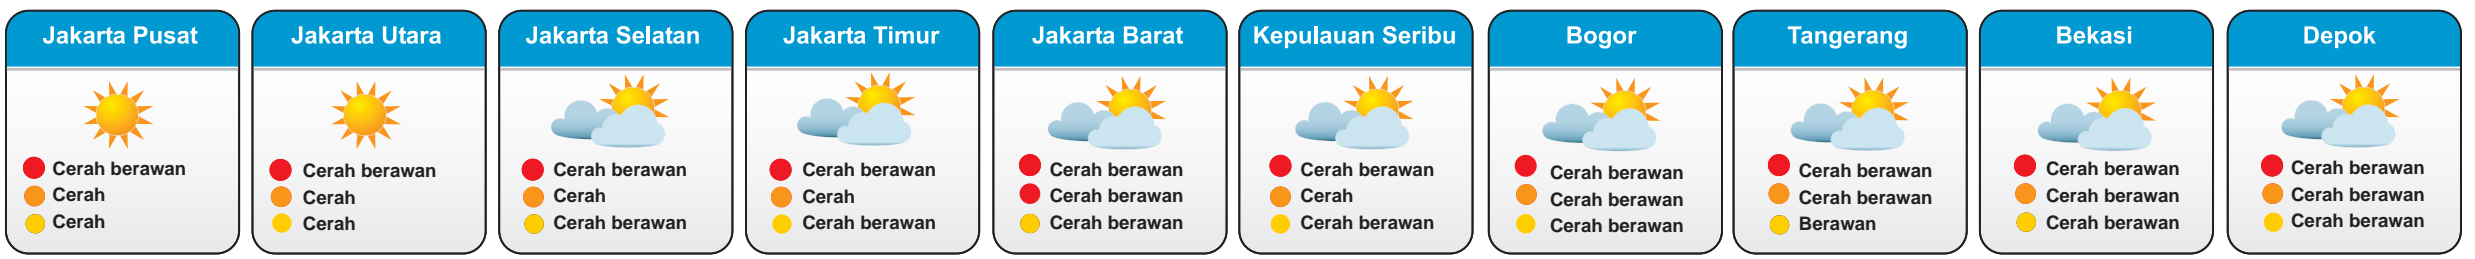 Jakarta Pusat
Cerah berawan
Cerah
Cerah
Jakarta Utara
Cerah berawan
Cerah
Cerah
Jakarta Selatan
Cerah berawan
Cerah
Cerah berawan
Jakarta Timur
Cerah berawan
Cerah
Cerah berawan
Jakarta Barat
Cerah berawan
Cerah berawan
Cerah berawan
Kepulauan Seribu
Cerah berawan
Cerah
Cerah berawan
Bogor
Cerah berawan
Cerah berawan
Cerah berawan
Tangerang
Cerah berawan
Cerah berawan
Berawan
Bekasi
Cerah berawan
Cerah berawan
Cerah berawan
Depok
Cerah berawan
Cerah berawan
Cerah berawan